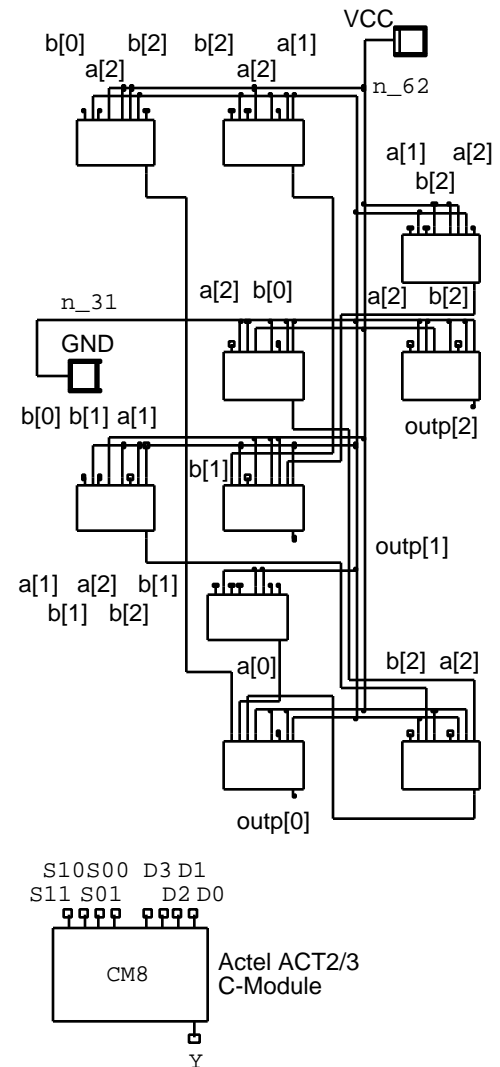 VCC
b[0] b[2] b[2] a[1]
a[2] a[2]
n_62
a[1] a[2]
b[2]
a[2] b[0] a[2] b[2]
n_31
GND
b[0] b[1] a[1]
outp[2]
b[1]
outp[1]
a[1] a[2] b[1]
b[1] b[2]
a[0] b[2] a[2]
outp[0]
S10 S00 D3 D1
S11 S01 D2 D0
CM8
Actel ACT2/3
C-Module
Y